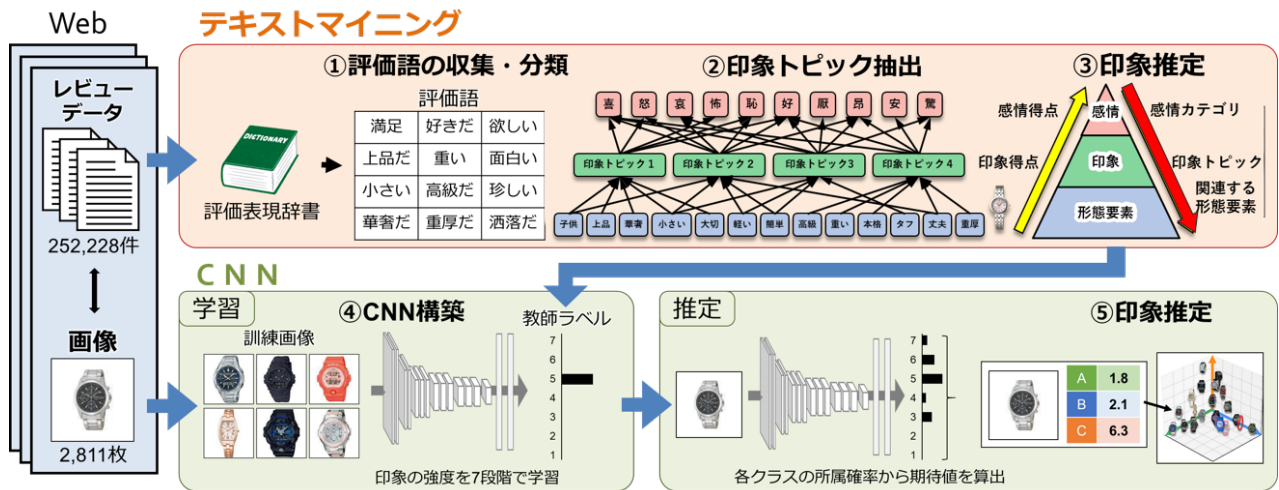 Web
レビュー
データ
252,228件
画像
2,811枚
テキストマイニング
①評価語の収集・分類
DICTIONARY
評価表現辞書
評価語
満足 好きだ 欲しい
上品だ 重い 面白い
小さい 高級だ 珍しい
華奢だ 重厚だ 洒落だ
②印象トピック抽出
喜 怒 哀 怖 恥 好 厭 昂 安 驚
印象トピック1 印象トピック2 印象トピック3 印象トピック4
子供 上品 華奢 小さい 大切 軽い 簡単 高級 重い 本格 タフ 丈夫 重厚
③印象推定
感情得点
印象得点
感情
印象
形態要素
感情カテゴリ
印象トピック
関連する
形態要素
CNN
学習
④CNN構築
訓練画像
教師ラベル
7
6
5
4
3
2
1
印象の強度を7段階で学習
推定
7
6
5
4
3
2
1
各クラスの所属確率から期待値を算出
⑤印象推定
A 1.8
B 2.1
C 6.3